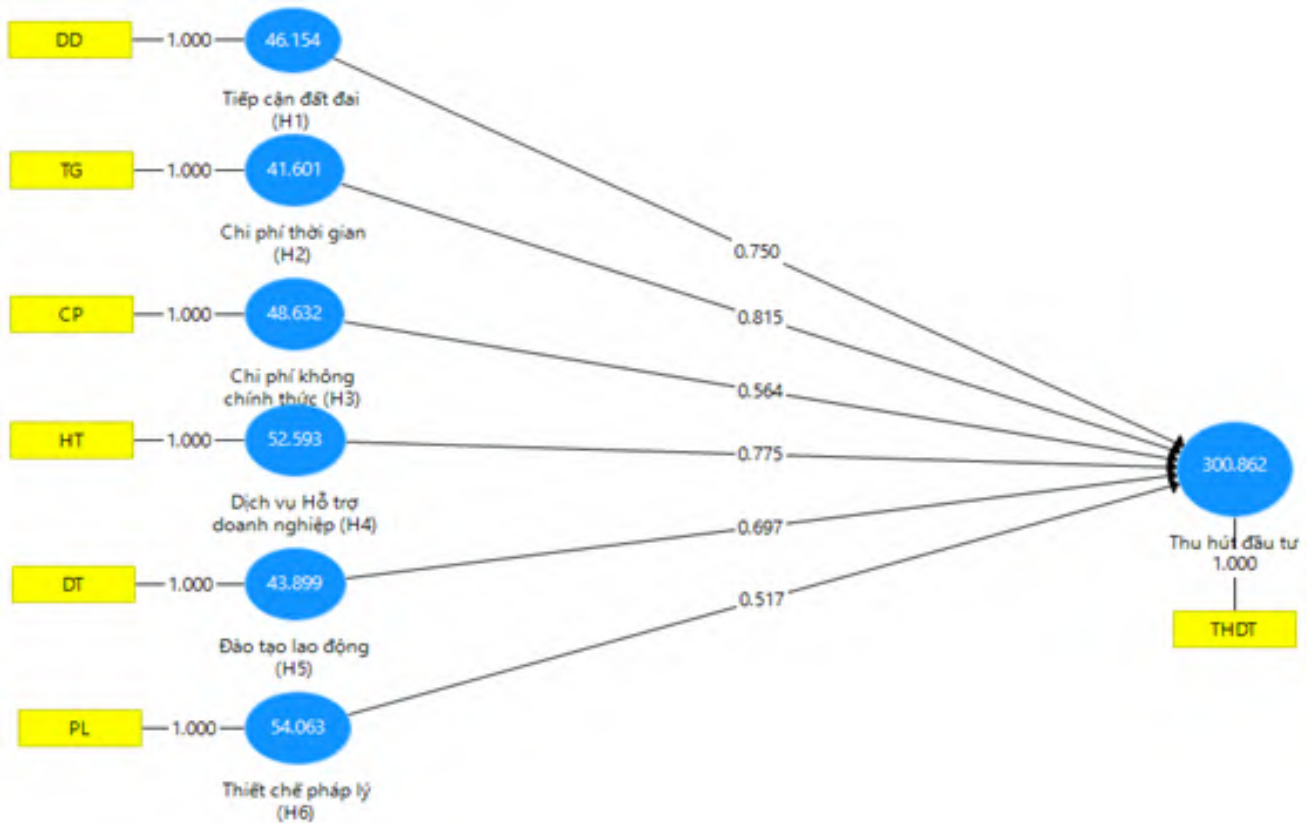 DD
1.000
46.154
Tiếp cận đất đai
(H1)
TG
1.000
41.601
Chi phí thời gian
(H2)
0.750
CP
1.000
48.632
0.815
Chi phí không
chính thức (H3)
0.564
HT
1.000
52.593
0.775
300.862
Dịch vụ Hỗ trợ
doanh nghiệp (H4)
0.697
Thu hút đầu tư
1.000
DT
1.000
43.899
0.517
THDT
Đào tạo lao động
(H5)
PL
1.000
54.063
Thiết chế pháp lý
(H6)